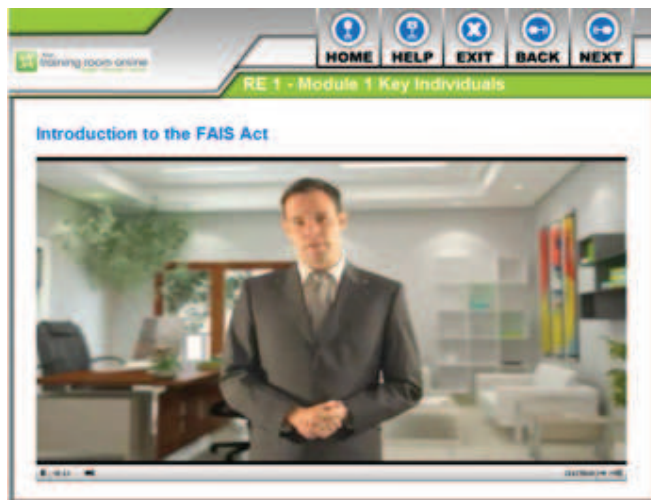 HOME HELP EXIT BACK NEXT
training room online
RE 1 - Module 1 Key Individuals
Introduction to the FAIS Act